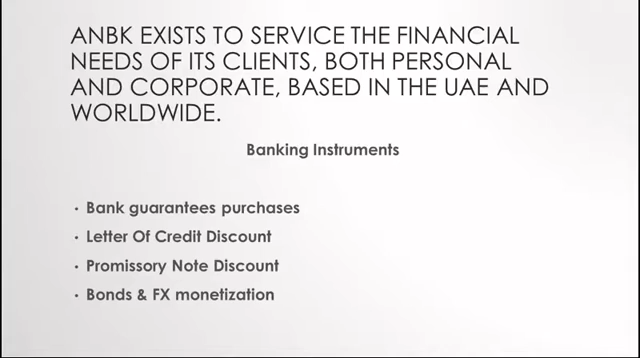 ANBK EXISTS TO SERVICE THE FINANCIAL
NEEDS OF ITS CLIENTS, BOTH PERSONAL
AND CORPORATE, BASED IN THE UAE AND
WORLDWIDE.
Banking Instruments
• Bank guarantees purchases
• Letter Of Credit Discount
• Promissory Note Discount
• Bonds & FX monetization